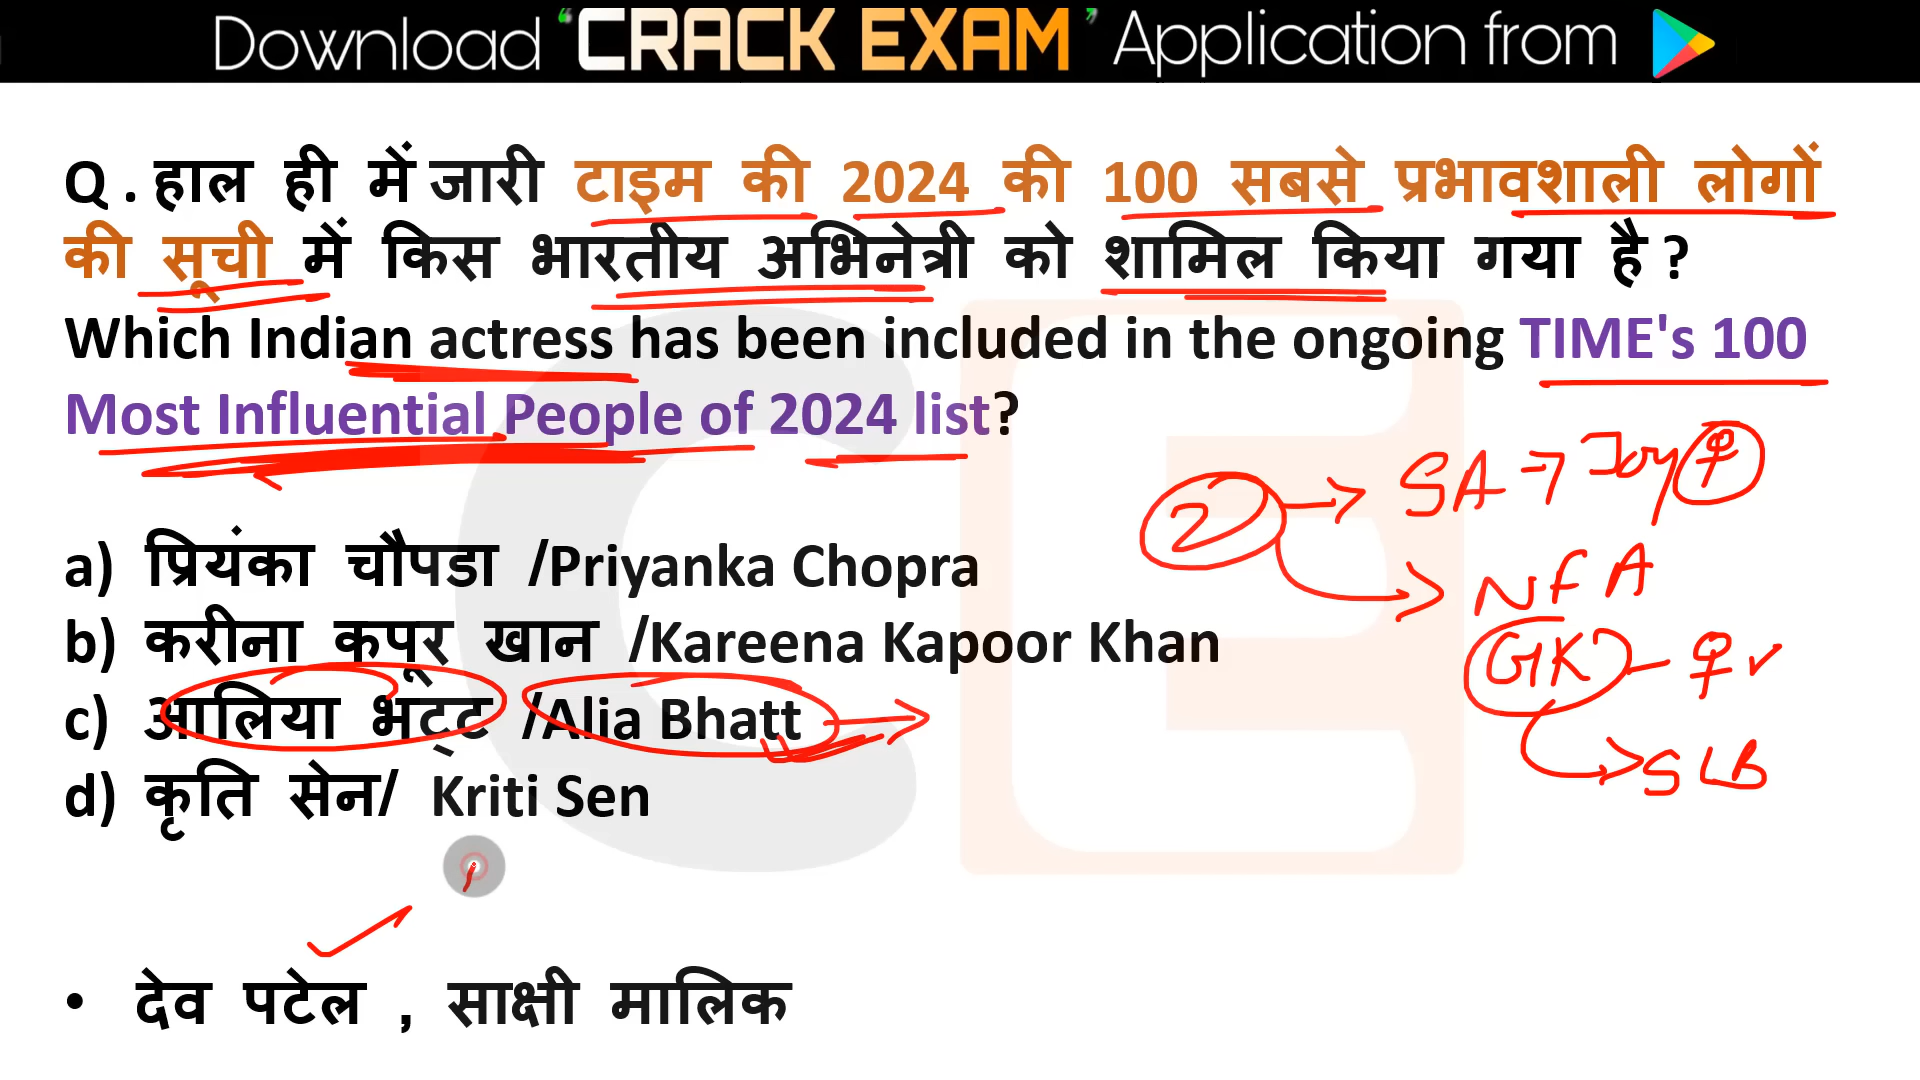 Download "CRACK EXAM" Application from
Q . हाल ही में जारी टाइम की 2024 की 100 सबसे प्रभावशाली लोगों
की सूची में किस भारतीय अभिनेत्री को शामिल किया गया है ?
Which Indian actress has been included in the ongoing TIME's 100
Most Influential People of 2024 list?
2 → SA → Joy
NFA
GK -
SLB
a) प्रियंका चौपडा /Priyanka Chopra
b) करीना कपूर खान /Kareena Kapoor Khan
c) आलिया भट्ट /Alia Bhatt
d) कृति सेन/ Kriti Sen
• देव पटेल , साक्षी मालिक